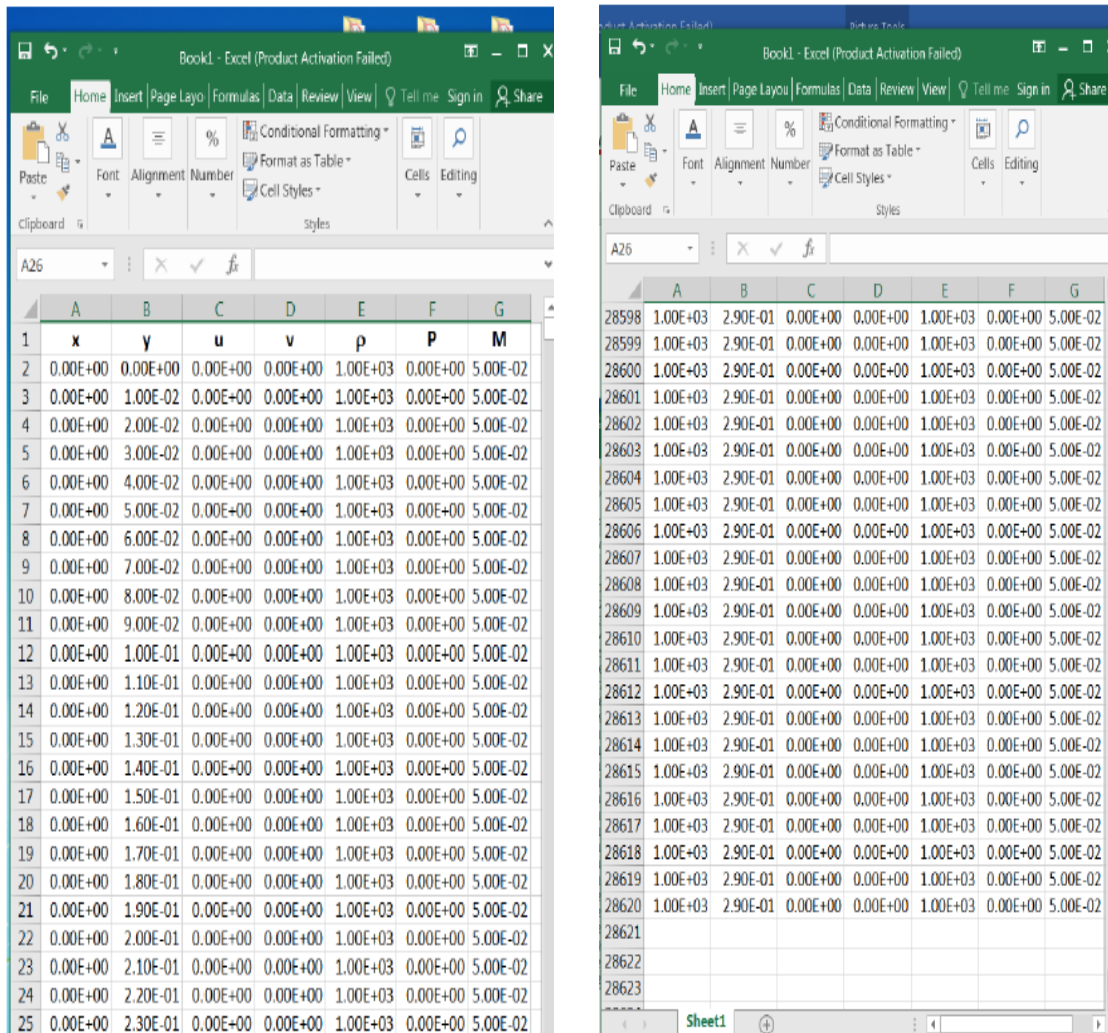 Book1 - Excel (Product Activation Failed)
File Home Insert Page Layo Formulas Data Review View Tell me Sign in Share
Conditional Formatting
Format as Table
Cell Styles
Paste Font Alignment Number Cells Editing
Clipboard Styles
A26 fx
A B C D E F G
1 x y u v ρ P M
2 0.00E+00 0.00E+00 0.00E+00 0.00E+00 1.00E+03 0.00E+00 5.00E-02
3 0.00E+00 1.00E-02 0.00E+00 0.00E+00 1.00E+03 0.00E+00 5.00E-02
4 0.00E+00 2.00E-02 0.00E+00 0.00E+00 1.00E+03 0.00E+00 5.00E-02
5 0.00E+00 3.00E-02 0.00E+00 0.00E+00 1.00E+03 0.00E+00 5.00E-02
6 0.00E+00 4.00E-02 0.00E+00 0.00E+00 1.00E+03 0.00E+00 5.00E-02
7 0.00E+00 5.00E-02 0.00E+00 0.00E+00 1.00E+03 0.00E+00 5.00E-02
8 0.00E+00 6.00E-02 0.00E+00 0.00E+00 1.00E+03 0.00E+00 5.00E-02
9 0.00E+00 7.00E-02 0.00E+00 0.00E+00 1.00E+03 0.00E+00 5.00E-02
10 0.00E+00 8.00E-02 0.00E+00 0.00E+00 1.00E+03 0.00E+00 5.00E-02
11 0.00E+00 9.00E-02 0.00E+00 0.00E+00 1.00E+03 0.00E+00 5.00E-02
12 0.00E+00 1.00E-01 0.00E+00 0.00E+00 1.00E+03 0.00E+00 5.00E-02
13 0.00E+00 1.10E-01 0.00E+00 0.00E+00 1.00E+03 0.00E+00 5.00E-02
14 0.00E+00 1.20E-01 0.00E+00 0.00E+00 1.00E+03 0.00E+00 5.00E-02
15 0.00E+00 1.30E-01 0.00E+00 0.00E+00 1.00E+03 0.00E+00 5.00E-02
16 0.00E+00 1.40E-01 0.00E+00 0.00E+00 1.00E+03 0.00E+00 5.00E-02
17 0.00E+00 1.50E-01 0.00E+00 0.00E+00 1.00E+03 0.00E+00 5.00E-02
18 0.00E+00 1.60E-01 0.00E+00 0.00E+00 1.00E+03 0.00E+00 5.00E-02
19 0.00E+00 1.70E-01 0.00E+00 0.00E+00 1.00E+03 0.00E+00 5.00E-02
20 0.00E+00 1.80E-01 0.00E+00 0.00E+00 1.00E+03 0.00E+00 5.00E-02
21 0.00E+00 1.90E-01 0.00E+00 0.00E+00 1.00E+03 0.00E+00 5.00E-02
22 0.00E+00 2.00E-01 0.00E+00 0.00E+00 1.00E+03 0.00E+00 5.00E-02
23 0.00E+00 2.10E-01 0.00E+00 0.00E+00 1.00E+03 0.00E+00 5.00E-02
24 0.00E+00 2.20E-01 0.00E+00 0.00E+00 1.00E+03 0.00E+00 5.00E-02
25 0.00E+00 2.30E-01 0.00E+00 0.00E+00 1.00E+03 0.00E+00 5.00E-02
Picture Tools
Book1 - Excel (Product Activation Failed)
File Home Insert Page Layou Formulas Data Review View Tell me Sign in Share
Conditional Formatting
Format as Table
Cell Styles
Paste Font Alignment Number Cells Editing
Clipboard Styles
A26 fx
A B C D E F G
28598 1.00E+03 2.90E-01 0.00E+00 0.00E+00 1.00E+03 0.00E+00 5.00E-02
28599 1.00E+03 2.90E-01 0.00E+00 0.00E+00 1.00E+03 0.00E+00 5.00E-02
28600 1.00E+03 2.90E-01 0.00E+00 0.00E+00 1.00E+03 0.00E+00 5.00E-02
28601 1.00E+03 2.90E-01 0.00E+00 0.00E+00 1.00E+03 0.00E+00 5.00E-02
28602 1.00E+03 2.90E-01 0.00E+00 0.00E+00 1.00E+03 0.00E+00 5.00E-02
28603 1.00E+03 2.90E-01 0.00E+00 0.00E+00 1.00E+03 0.00E+00 5.00E-02
28604 1.00E+03 2.90E-01 0.00E+00 0.00E+00 1.00E+03 0.00E+00 5.00E-02
28605 1.00E+03 2.90E-01 0.00E+00 0.00E+00 1.00E+03 0.00E+00 5.00E-02
28606 1.00E+03 2.90E-01 0.00E+00 0.00E+00 1.00E+03 0.00E+00 5.00E-02
28607 1.00E+03 2.90E-01 0.00E+00 0.00E+00 1.00E+03 0.00E+00 5.00E-02
28608 1.00E+03 2.90E-01 0.00E+00 0.00E+00 1.00E+03 0.00E+00 5.00E-02
28609 1.00E+03 2.90E-01 0.00E+00 0.00E+00 1.00E+03 0.00E+00 5.00E-02
28610 1.00E+03 2.90E-01 0.00E+00 0.00E+00 1.00E+03 0.00E+00 5.00E-02
28611 1.00E+03 2.90E-01 0.00E+00 0.00E+00 1.00E+03 0.00E+00 5.00E-02
28612 1.00E+03 2.90E-01 0.00E+00 0.00E+00 1.00E+03 0.00E+00 5.00E-02
28613 1.00E+03 2.90E-01 0.00E+00 0.00E+00 1.00E+03 0.00E+00 5.00E-02
28614 1.00E+03 2.90E-01 0.00E+00 0.00E+00 1.00E+03 0.00E+00 5.00E-02
28615 1.00E+03 2.90E-01 0.00E+00 0.00E+00 1.00E+03 0.00E+00 5.00E-02
28616 1.00E+03 2.90E-01 0.00E+00 0.00E+00 1.00E+03 0.00E+00 5.00E-02
28617 1.00E+03 2.90E-01 0.00E+00 0.00E+00 1.00E+03 0.00E+00 5.00E-02
28618 1.00E+03 2.90E-01 0.00E+00 0.00E+00 1.00E+03 0.00E+00 5.00E-02
28619 1.00E+03 2.90E-01 0.00E+00 0.00E+00 1.00E+03 0.00E+00 5.00E-02
28620 1.00E+03 2.90E-01 0.00E+00 0.00E+00 1.00E+03 0.00E+00 5.00E-02
28621
28622
28623
Sheet1